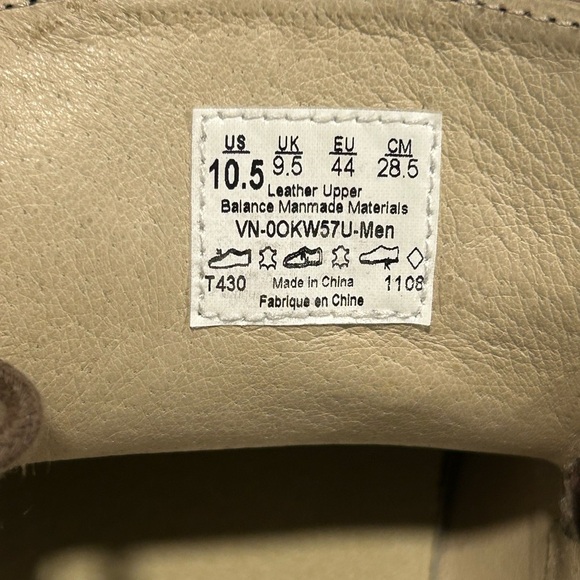 US UK EU CM
10.5 9.5 44 28.5
Leather Upper
Balance Manmade Materials
VN-0OKW57U-Men
T430 Made in China 1108
Fabrique en Chine